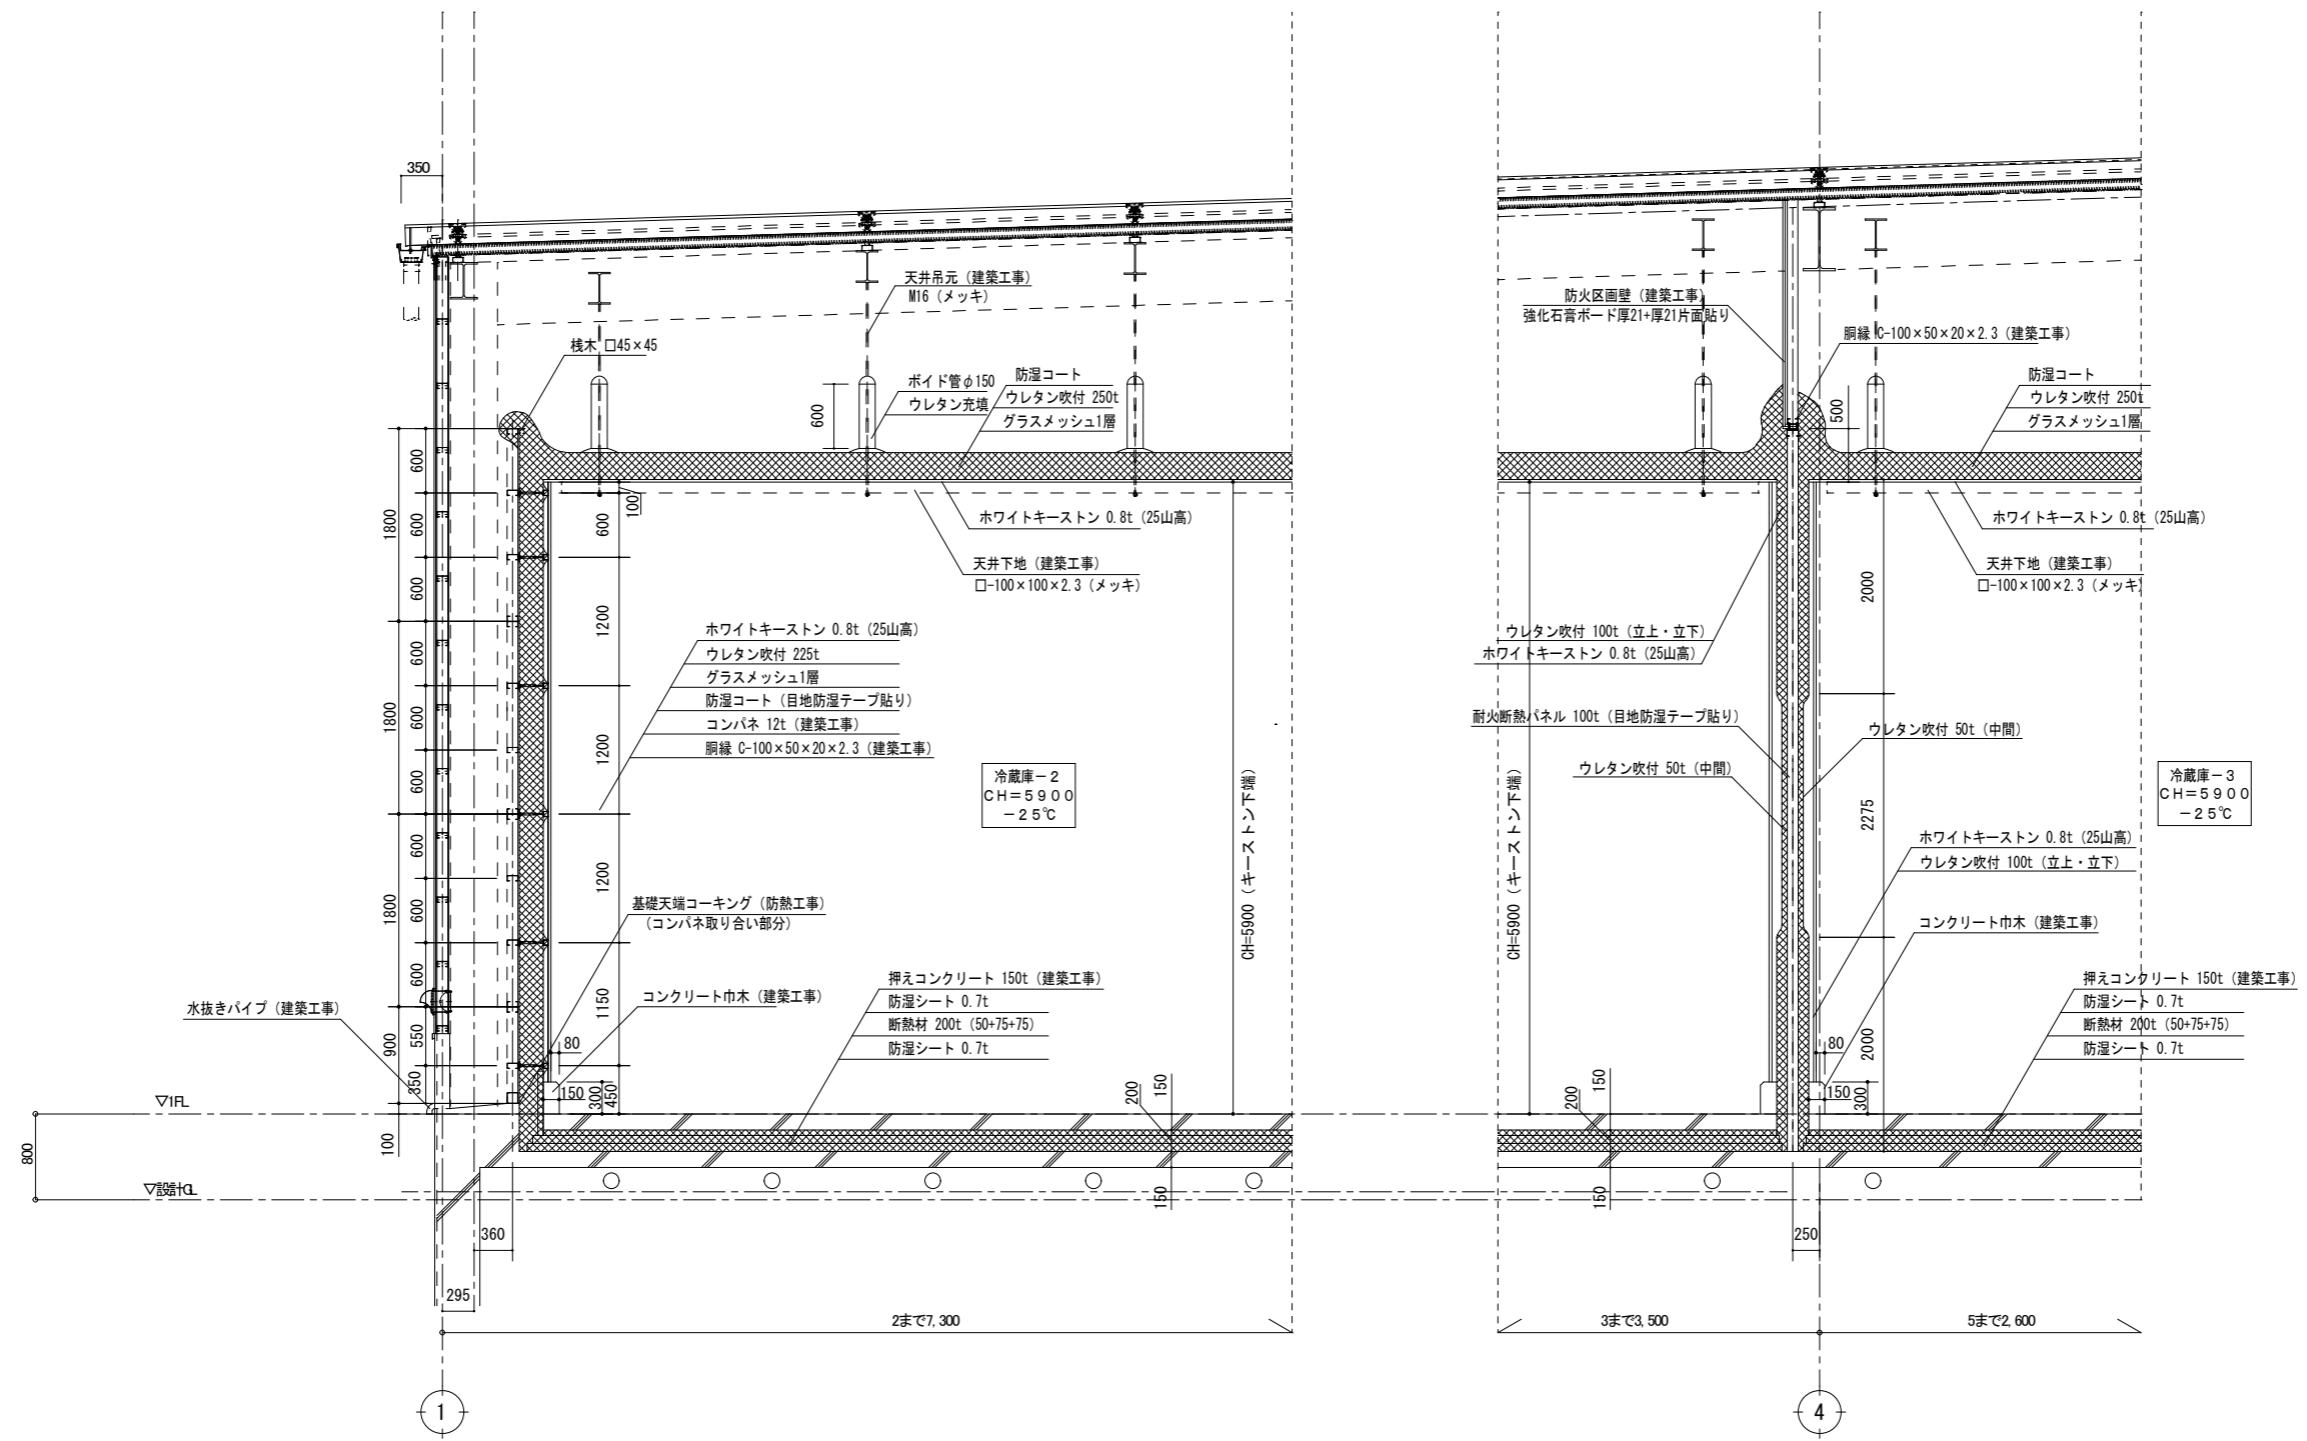 350
天井吊元（建築工事）
M16（メッキ）
桟木 □45×45
600
ボイド管φ150
ウレタン充填
防湿コート
ウレタン吹付 250t
グラスメッシュ1層
防火区画壁（建築工事）
強化石膏ボード厚21+厚21片面貼り
胴縁 C-100×50×20×2.3（建築工事）
500
防湿コート
ウレタン吹付 250t
グラスメッシュ1層
1800
1800
1800
900
100
600
600
600
600
600
600
600
600
600
550
350
100
600
1200
1200
1200
1150
450
300
150
80
ホワイトキーストン 0.8t（25山高）
天井下地（建築工事）
□-100×100×2.3（メッキ）
ホワイトキーストン 0.8t（25山高）
ウレタン吹付 225t
グラスメッシュ1層
防湿コート（目地防湿テープ貼り）
コンパネ 12t（建築工事）
胴縁 C-100×50×20×2.3（建築工事）
冷蔵庫－2
CH＝5900
－25℃
CH=5900（キーストン下端）
基礎天端コーキング（防熱工事）
（コンパネ取り合い部分）
コンクリート巾木（建築工事）
水抜きパイプ（建築工事）
押えコンクリート 150t（建築工事）
防湿シート 0.7t
断熱材 200t（50+75+75）
防湿シート 0.7t
200
150
150
▽1FL
800
▽設計GL
360
295
2まで7,300
1
CH=5900（キーストン下端）
ウレタン吹付 100t（立上・立下）
ホワイトキーストン 0.8t（25山高）
耐火断熱パネル 100t（目地防湿テープ貼り）
ウレタン吹付 50t（中間）
ウレタン吹付 50t（中間）
ホワイトキーストン 0.8t（25山高）
天井下地（建築工事）
□-100×100×2.3（メッキ）
2000
2275
2000
冷蔵庫－3
CH＝5900
－25℃
ホワイトキーストン 0.8t（25山高）
ウレタン吹付 100t（立上・立下）
コンクリート巾木（建築工事）
80
150
300
押えコンクリート 150t（建築工事）
防湿シート 0.7t
断熱材 200t（50+75+75）
防湿シート 0.7t
200
150
150
250
3まで3,500
5まで2,600
4